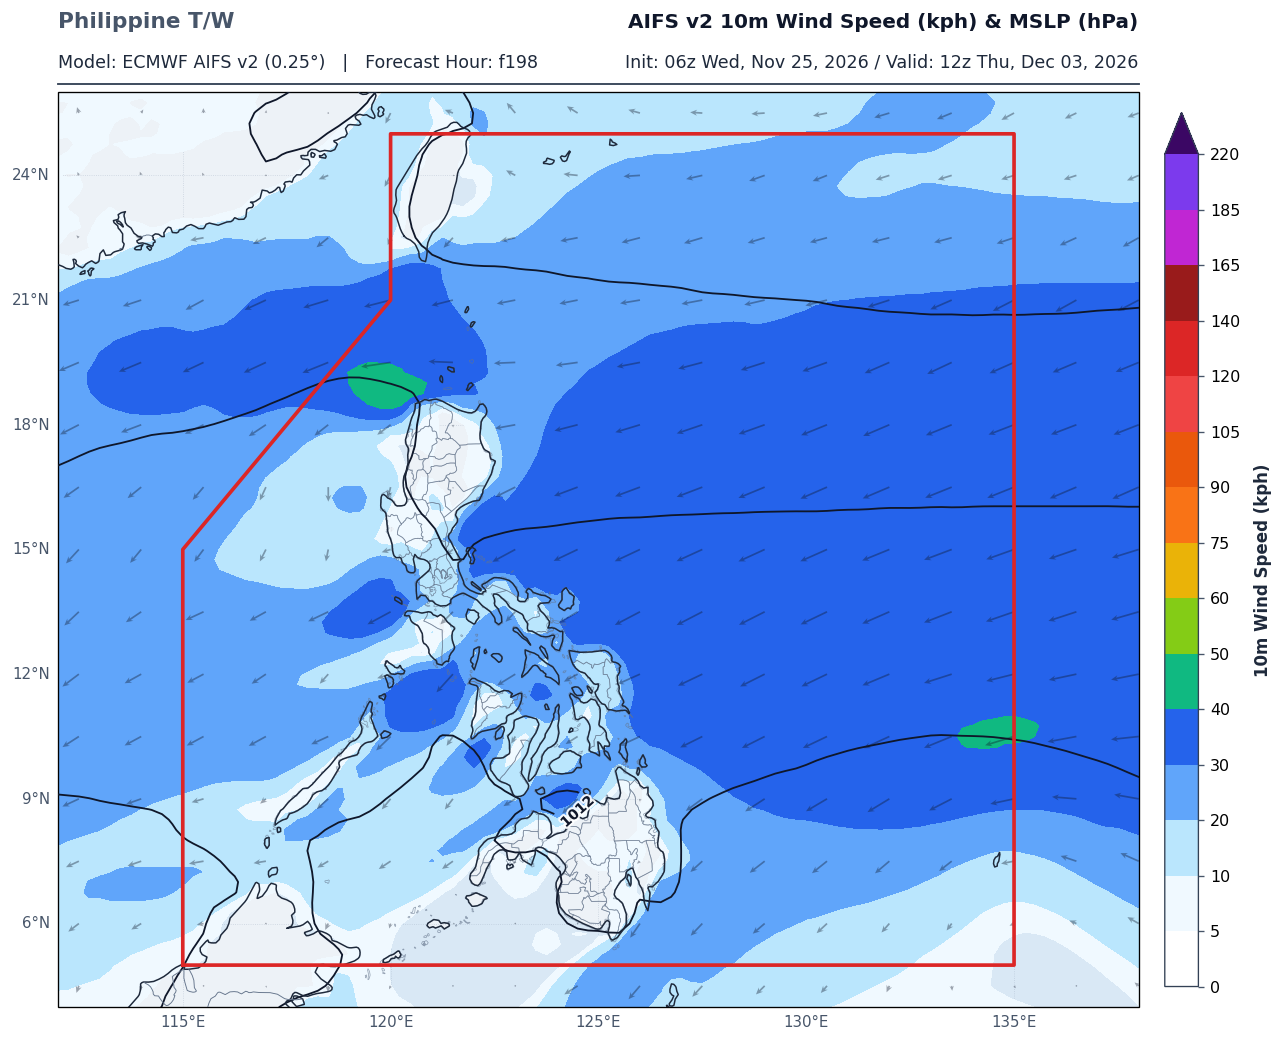 Philippine T/W
AIFS v2 10m Wind Speed (kph) & MSLP (hPa)
Model: ECMWF AIFS v2 (0.25°) | Forecast Hour: f198
Init: 06z Wed, Nov 25, 2026 / Valid: 12z Thu, Dec 03, 2026
24°N
21°N
18°N
15°N
12°N
9°N
6°N
1012
115°E
120°E
125°E
130°E
135°E
220
185
165
140
120
105
90
75
60
50
40
30
20
10
5
0
10m Wind Speed (kph)